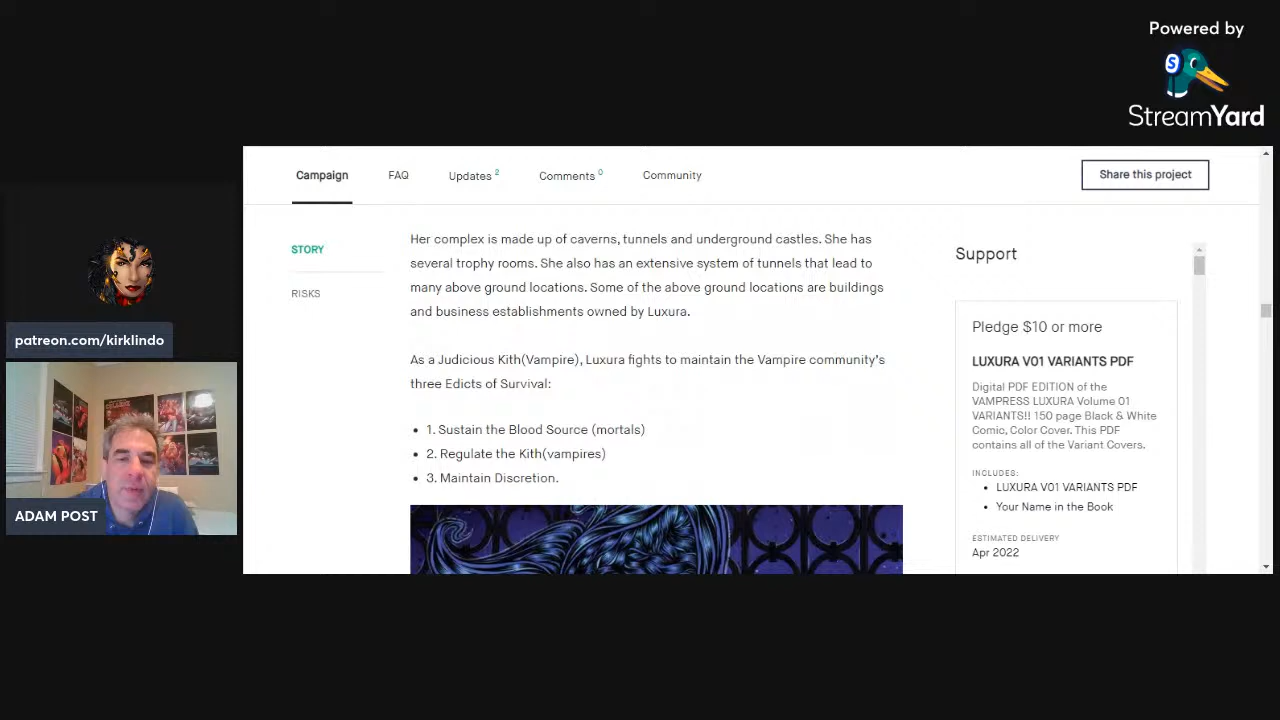 Powered by
S
StreamYard
Campaign
FAQ
Updates 2
Comments 0
Community
Share this project
STORY
RISKS
Her complex is made up of caverns, tunnels and underground castles. She has
several trophy rooms. She also has an extensive system of tunnels that lead to
many above ground locations. Some of the above ground locations are buildings
and business establishments owned by Luxura.
As a Judicious Kith(Vampire), Luxura fights to maintain the Vampire community's
three Edicts of Survival:
• 1. Sustain the Blood Source (mortals)
• 2. Regulate the Kith(vampires)
• 3. Maintain Discretion.
Support
Pledge $10 or more
LUXURA V01 VARIANTS PDF
Digital PDF EDITION of the
VAMPRESS LUXURA Volume 01
VARIANTS!! 150 page Black & White
Comic, Color Cover. This PDF
contains all of the Variant Covers.
INCLUDES:
• LUXURA V01 VARIANTS PDF
• Your Name in the Book
ESTIMATED DELIVERY
Apr 2022
patreon.com/kirklindo
ADAM POST